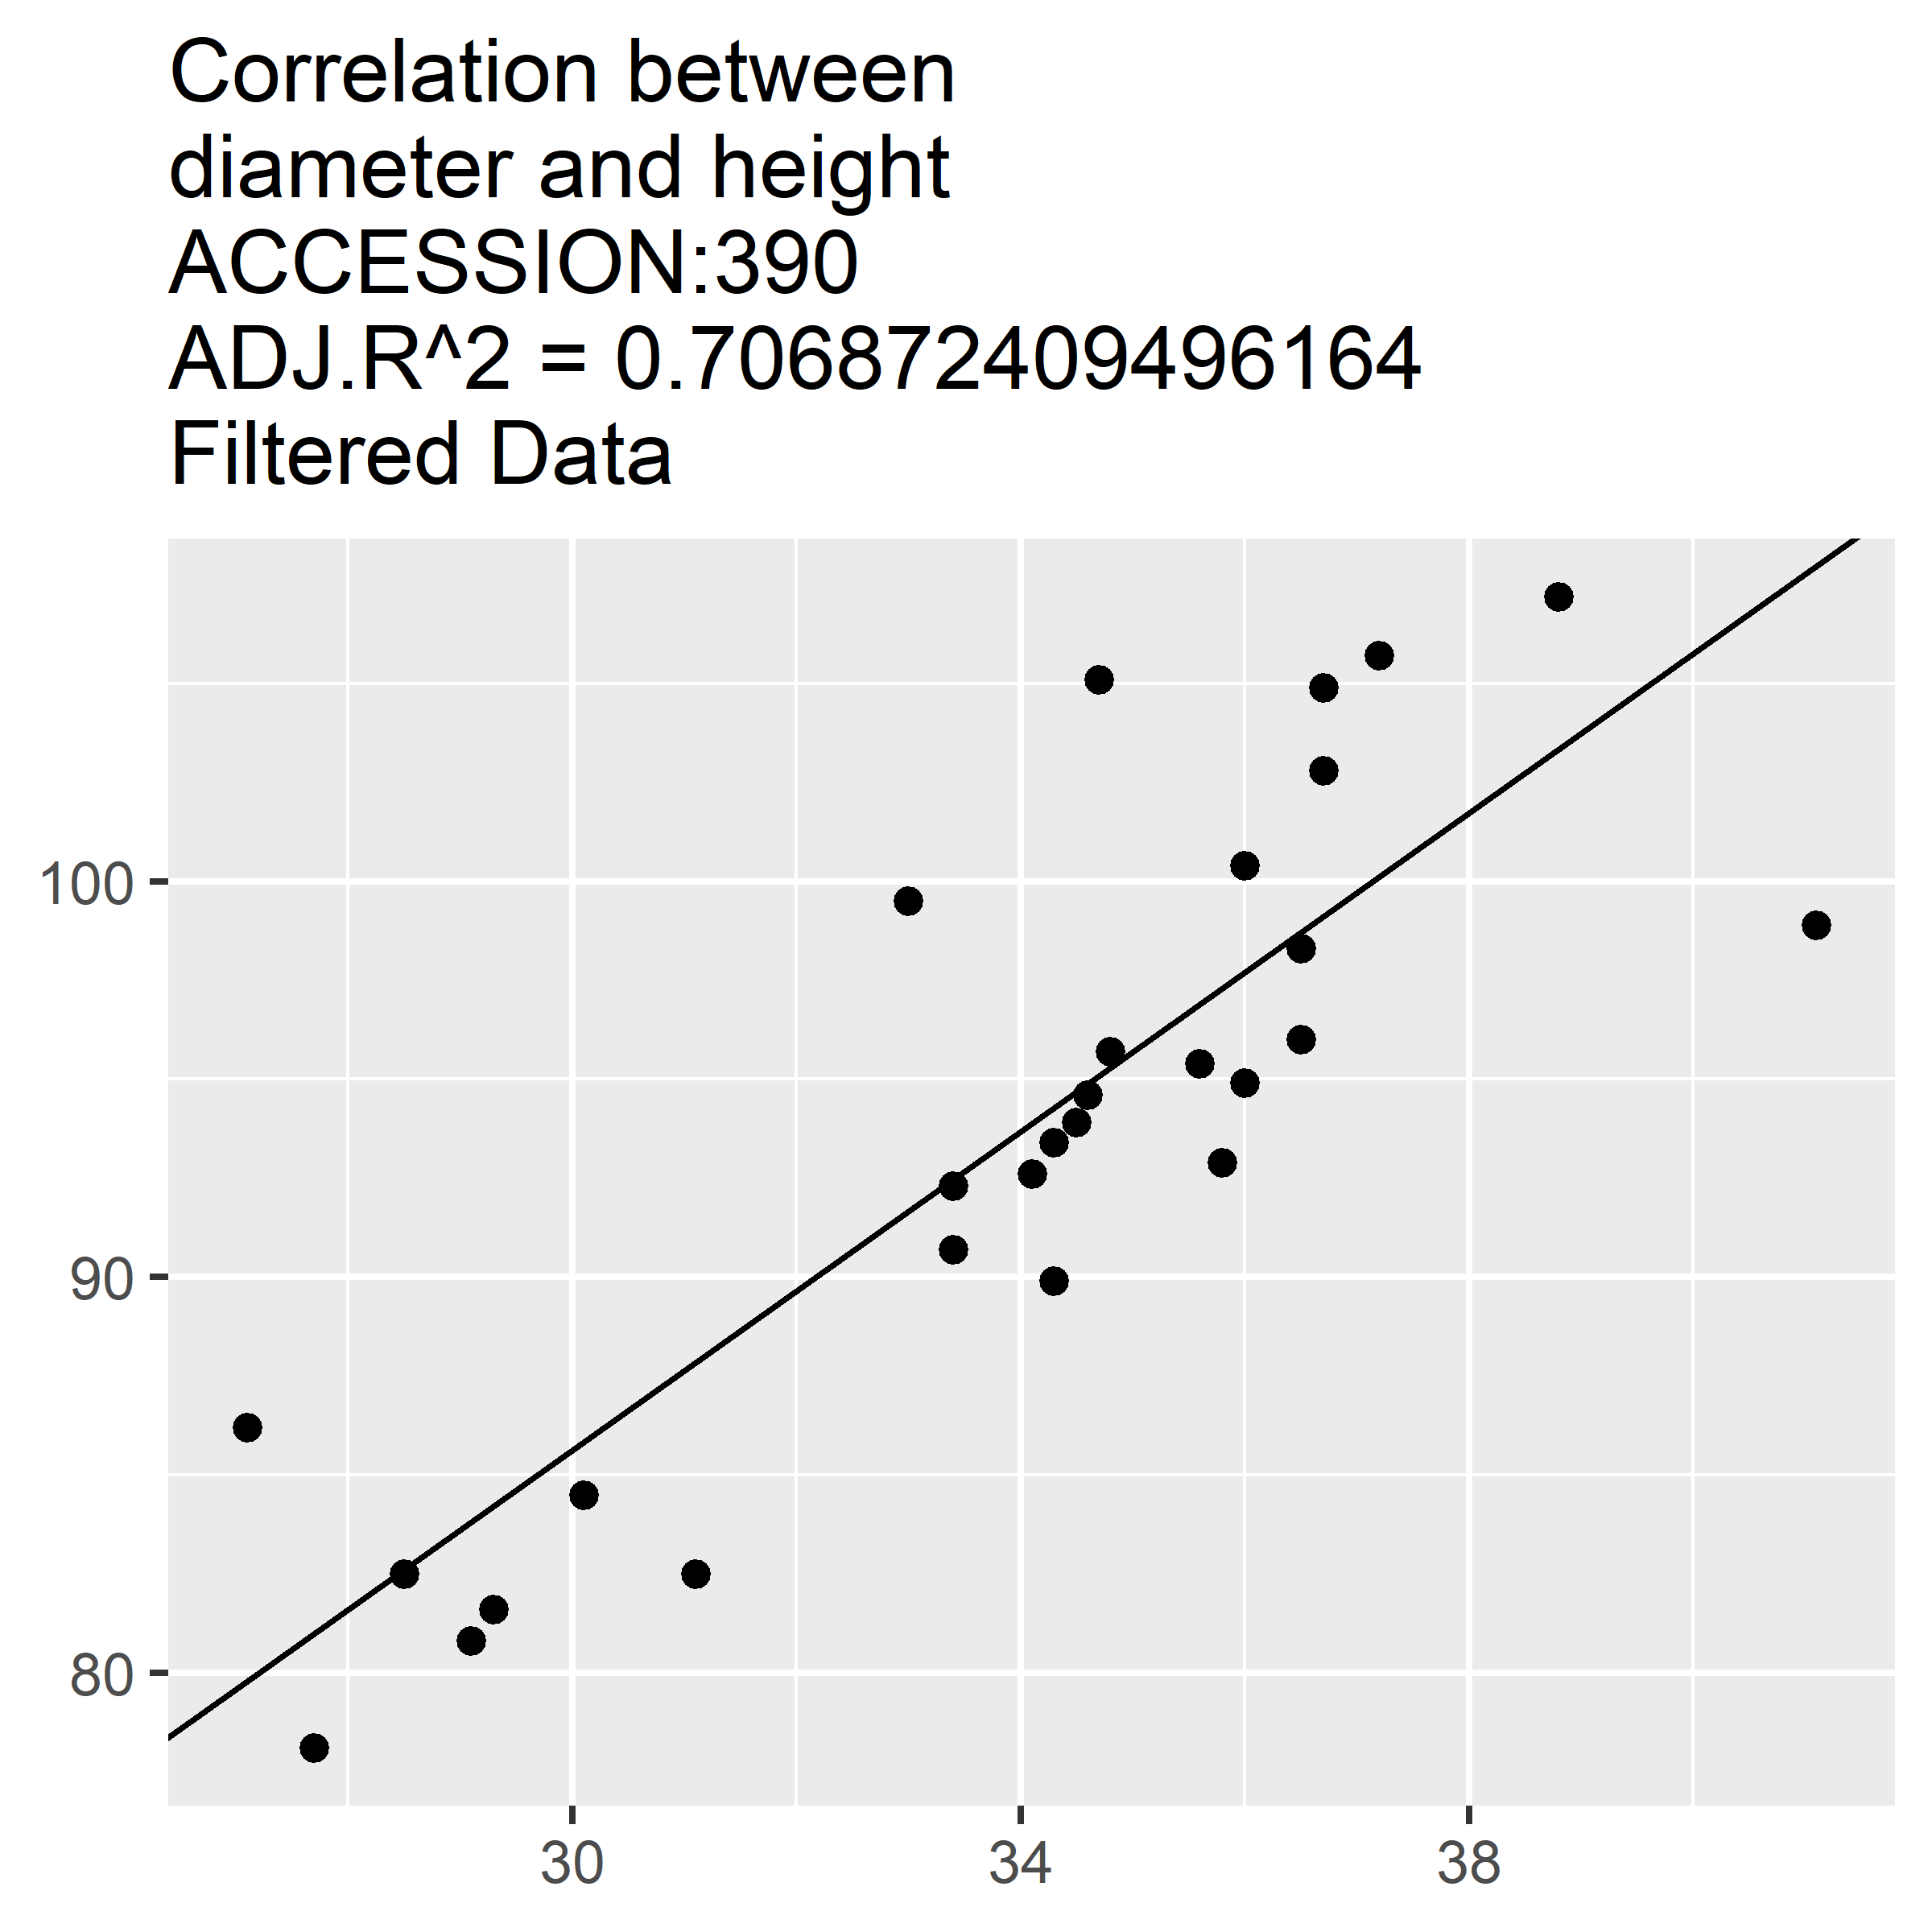 Correlation between
diameter and height
ACCESSION:390
ADJ.R^2 = 0.706872409496164
Filtered Data
100
90
80
30 34 38